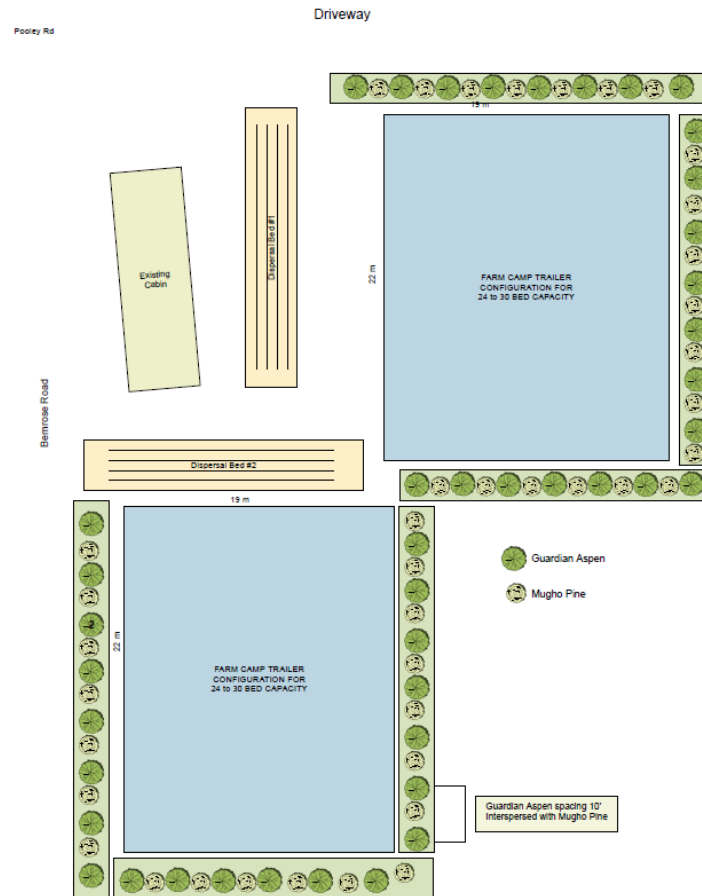 Driveway
Pooley Rd
19 m
Dispersal Bed #1
Existing
Cabin
22 m
FARM CAMP TRAILER
CONFIGURATION FOR
24 to 30 BED CAPACITY
Bemrose Road
Dispersal Bed #2
19 m
Guardian Aspen
Mugho Pine
2
22 m
FARM CAMP TRAILER
CONFIGURATION FOR
24 to 30 BED CAPACITY
Guardian Aspen spacing 10'
Interspersed with Mugho Pine